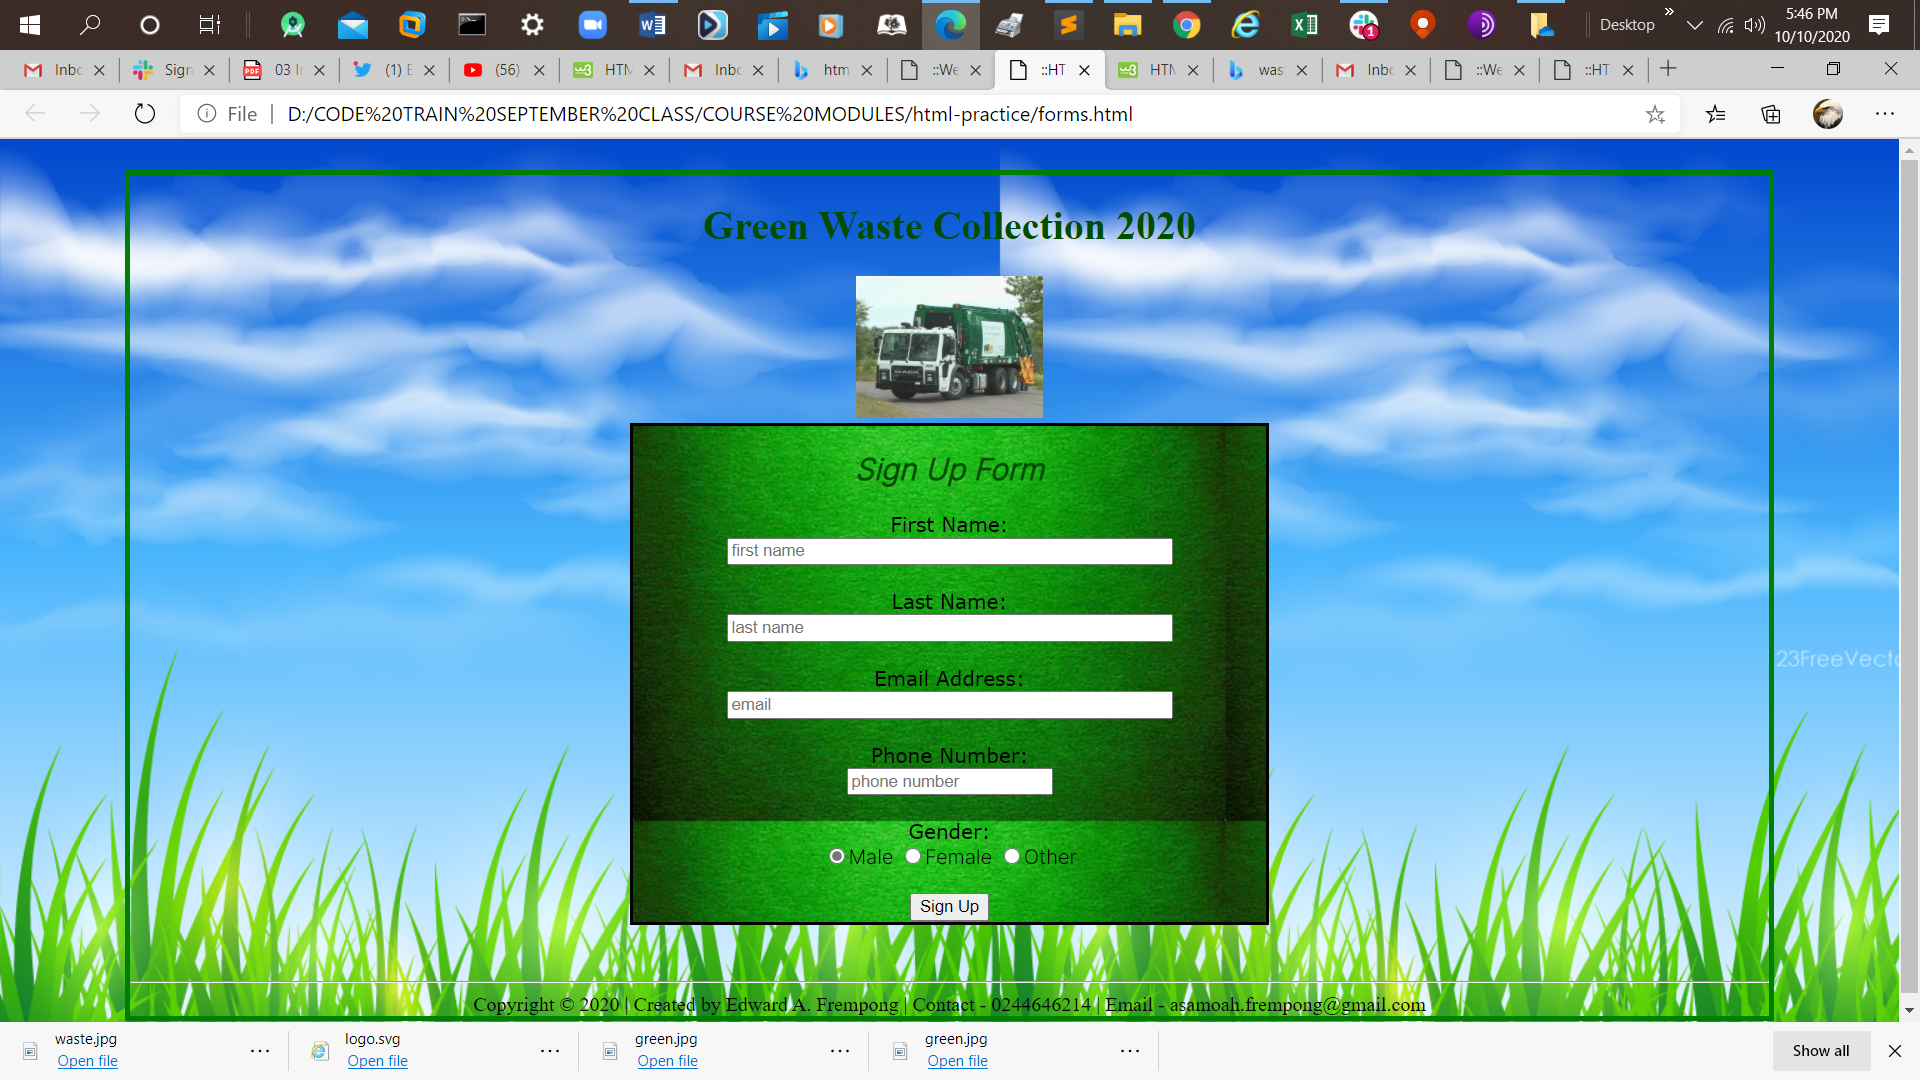 Desktop
5:46 PM
10/10/2020
Inbc
Sign
03 I
(1) E
(56)
HTM
Inbc
htm
::We
::HT
HTM
was
Inbc
::We
::HT
File
D:/CODE%20TRAIN%20SEPTEMBER%20CLASS/COURSE%20MODULES/html-practice/forms.html
Green Waste Collection 2020
Sign Up Form
First Name:
first name
Last Name:
last name
23FreeVecto
Email Address:
email
Phone Number:
phone number
Gender:
Male Female Other
Sign Up
Copyright © 2020 | Created by Edward A. Frempong | Contact - 0244646214 | Email - asamoah.frempong@gmail.com
waste.jpg
Open file
logo.svg
Open file
green.jpg
Open file
green.jpg
Open file
Show all